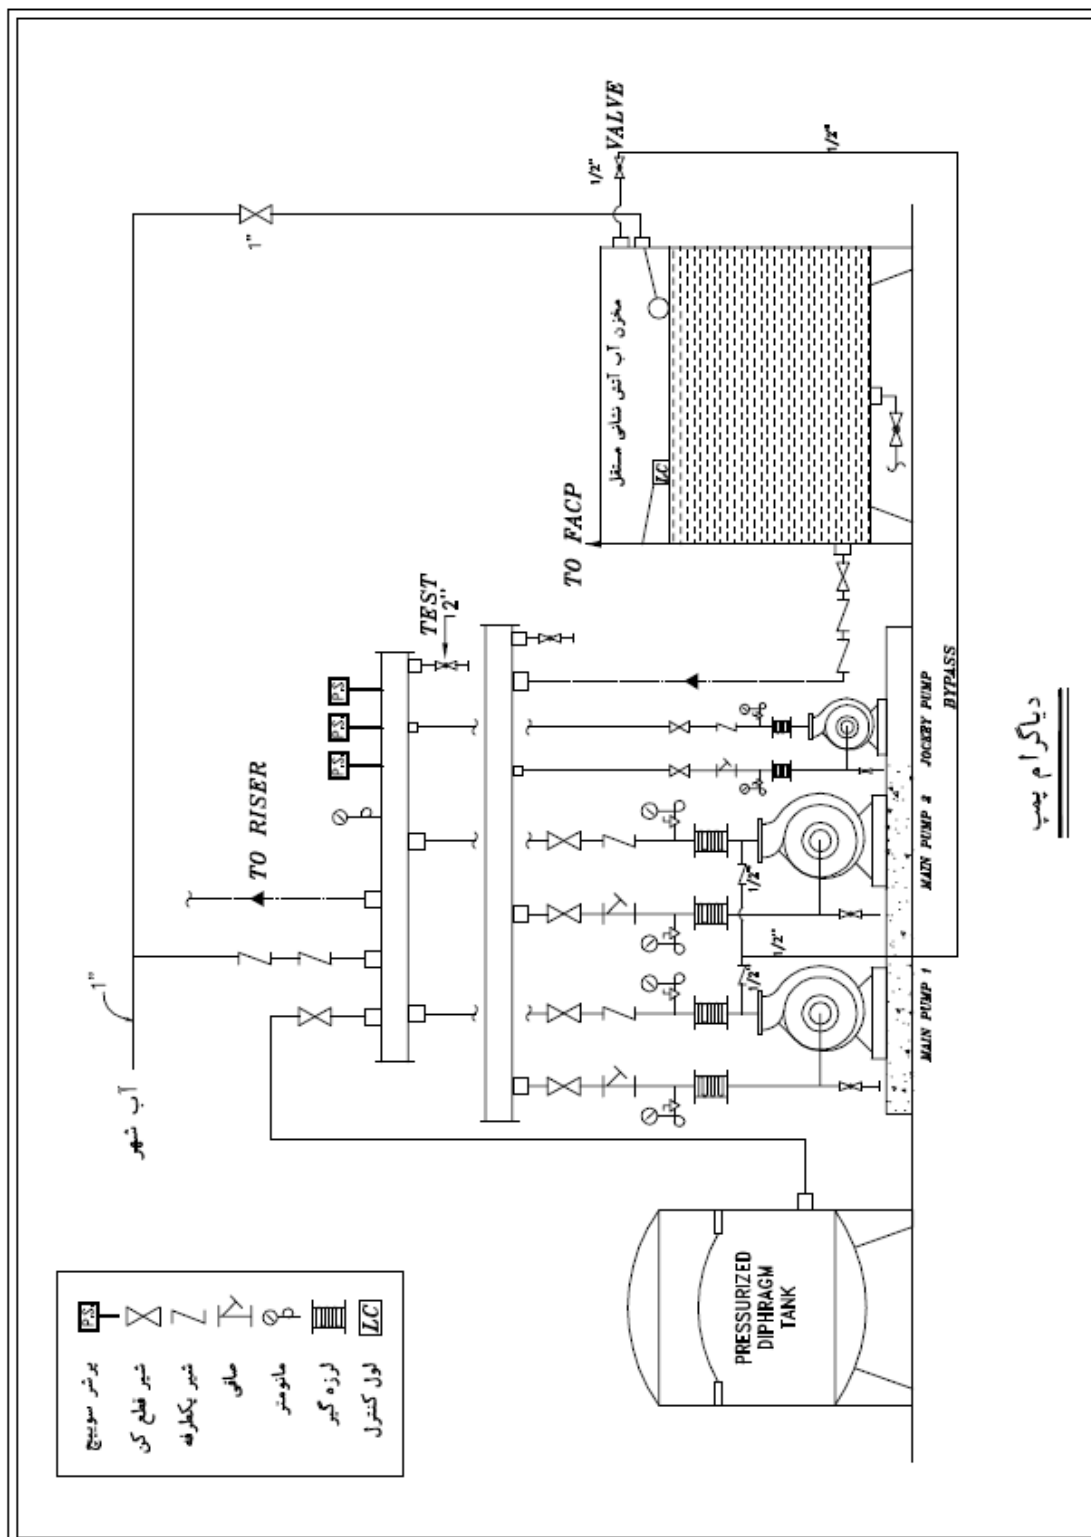 دیاگرام پمپ
آب شهر
1"
1"
1/2"
VALVE
1/2"
مخزن آب آتش نشانی مستقل
LC
TO FACP
TEST
2"
P.S.
P.S.
P.S.
TO RISER
1/2"
1/2"
1/2"
BYPASS
MAIN PUMP 1
MAIN PUMP 2
JOCKEY PUMP
PRESSURIZED
DIPHRAGM
TANK
پرشر سوییچ
P.S.
شیر قطع کن
شیر یکطرفه
صافی
مانومتر
لرزه گیر
لول کنترل
LC